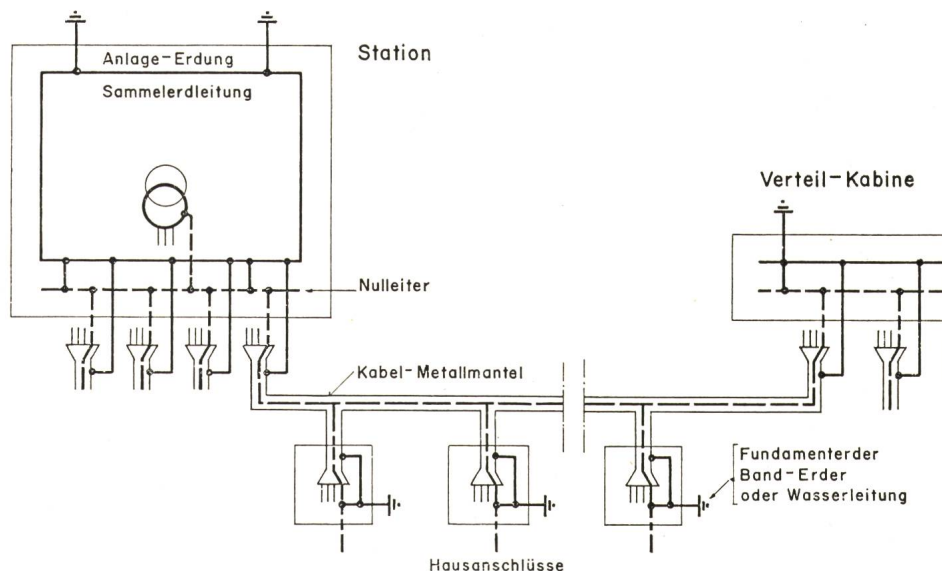 Station
Anlage-Erdung
Sammelerdleitung
Verteil-Kabine
Nulleiter
Kabel-Metallmantel
Fundamenterder
Band-Erder
oder Wasserleitung
Hausanschlüsse